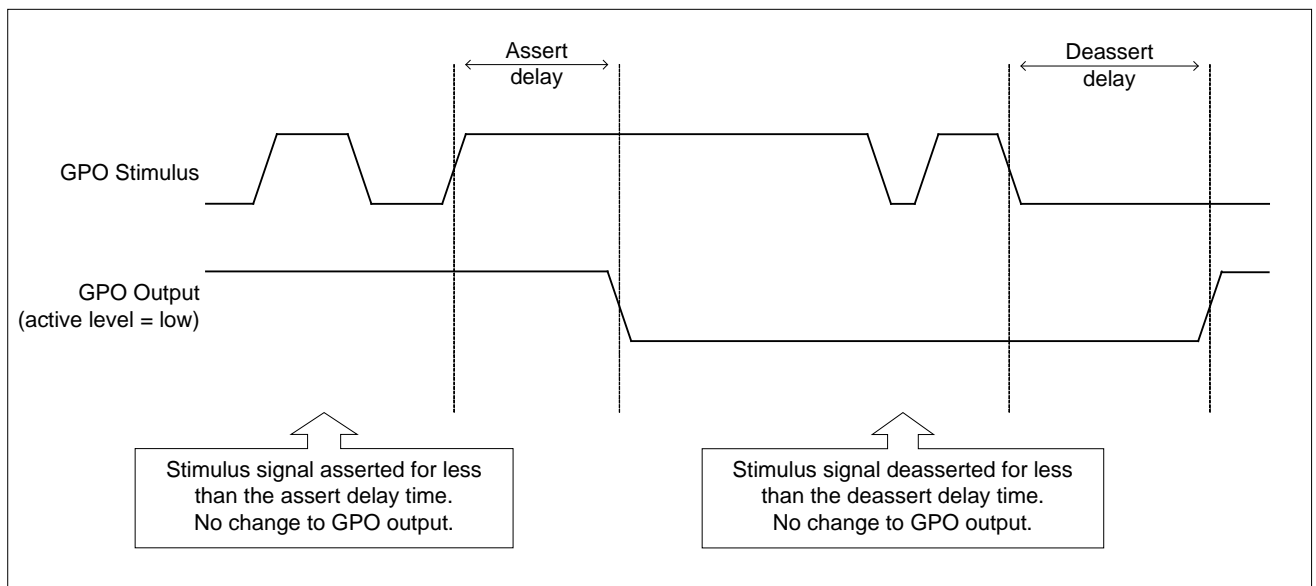 Assert
delay
Deassert
delay
GPO Stimulus
GPO Output
(active level = low)
Stimulus signal asserted for less
than the assert delay time.
No change to GPO output.
Stimulus signal deasserted for less
than the deassert delay time.
No change to GPO output.